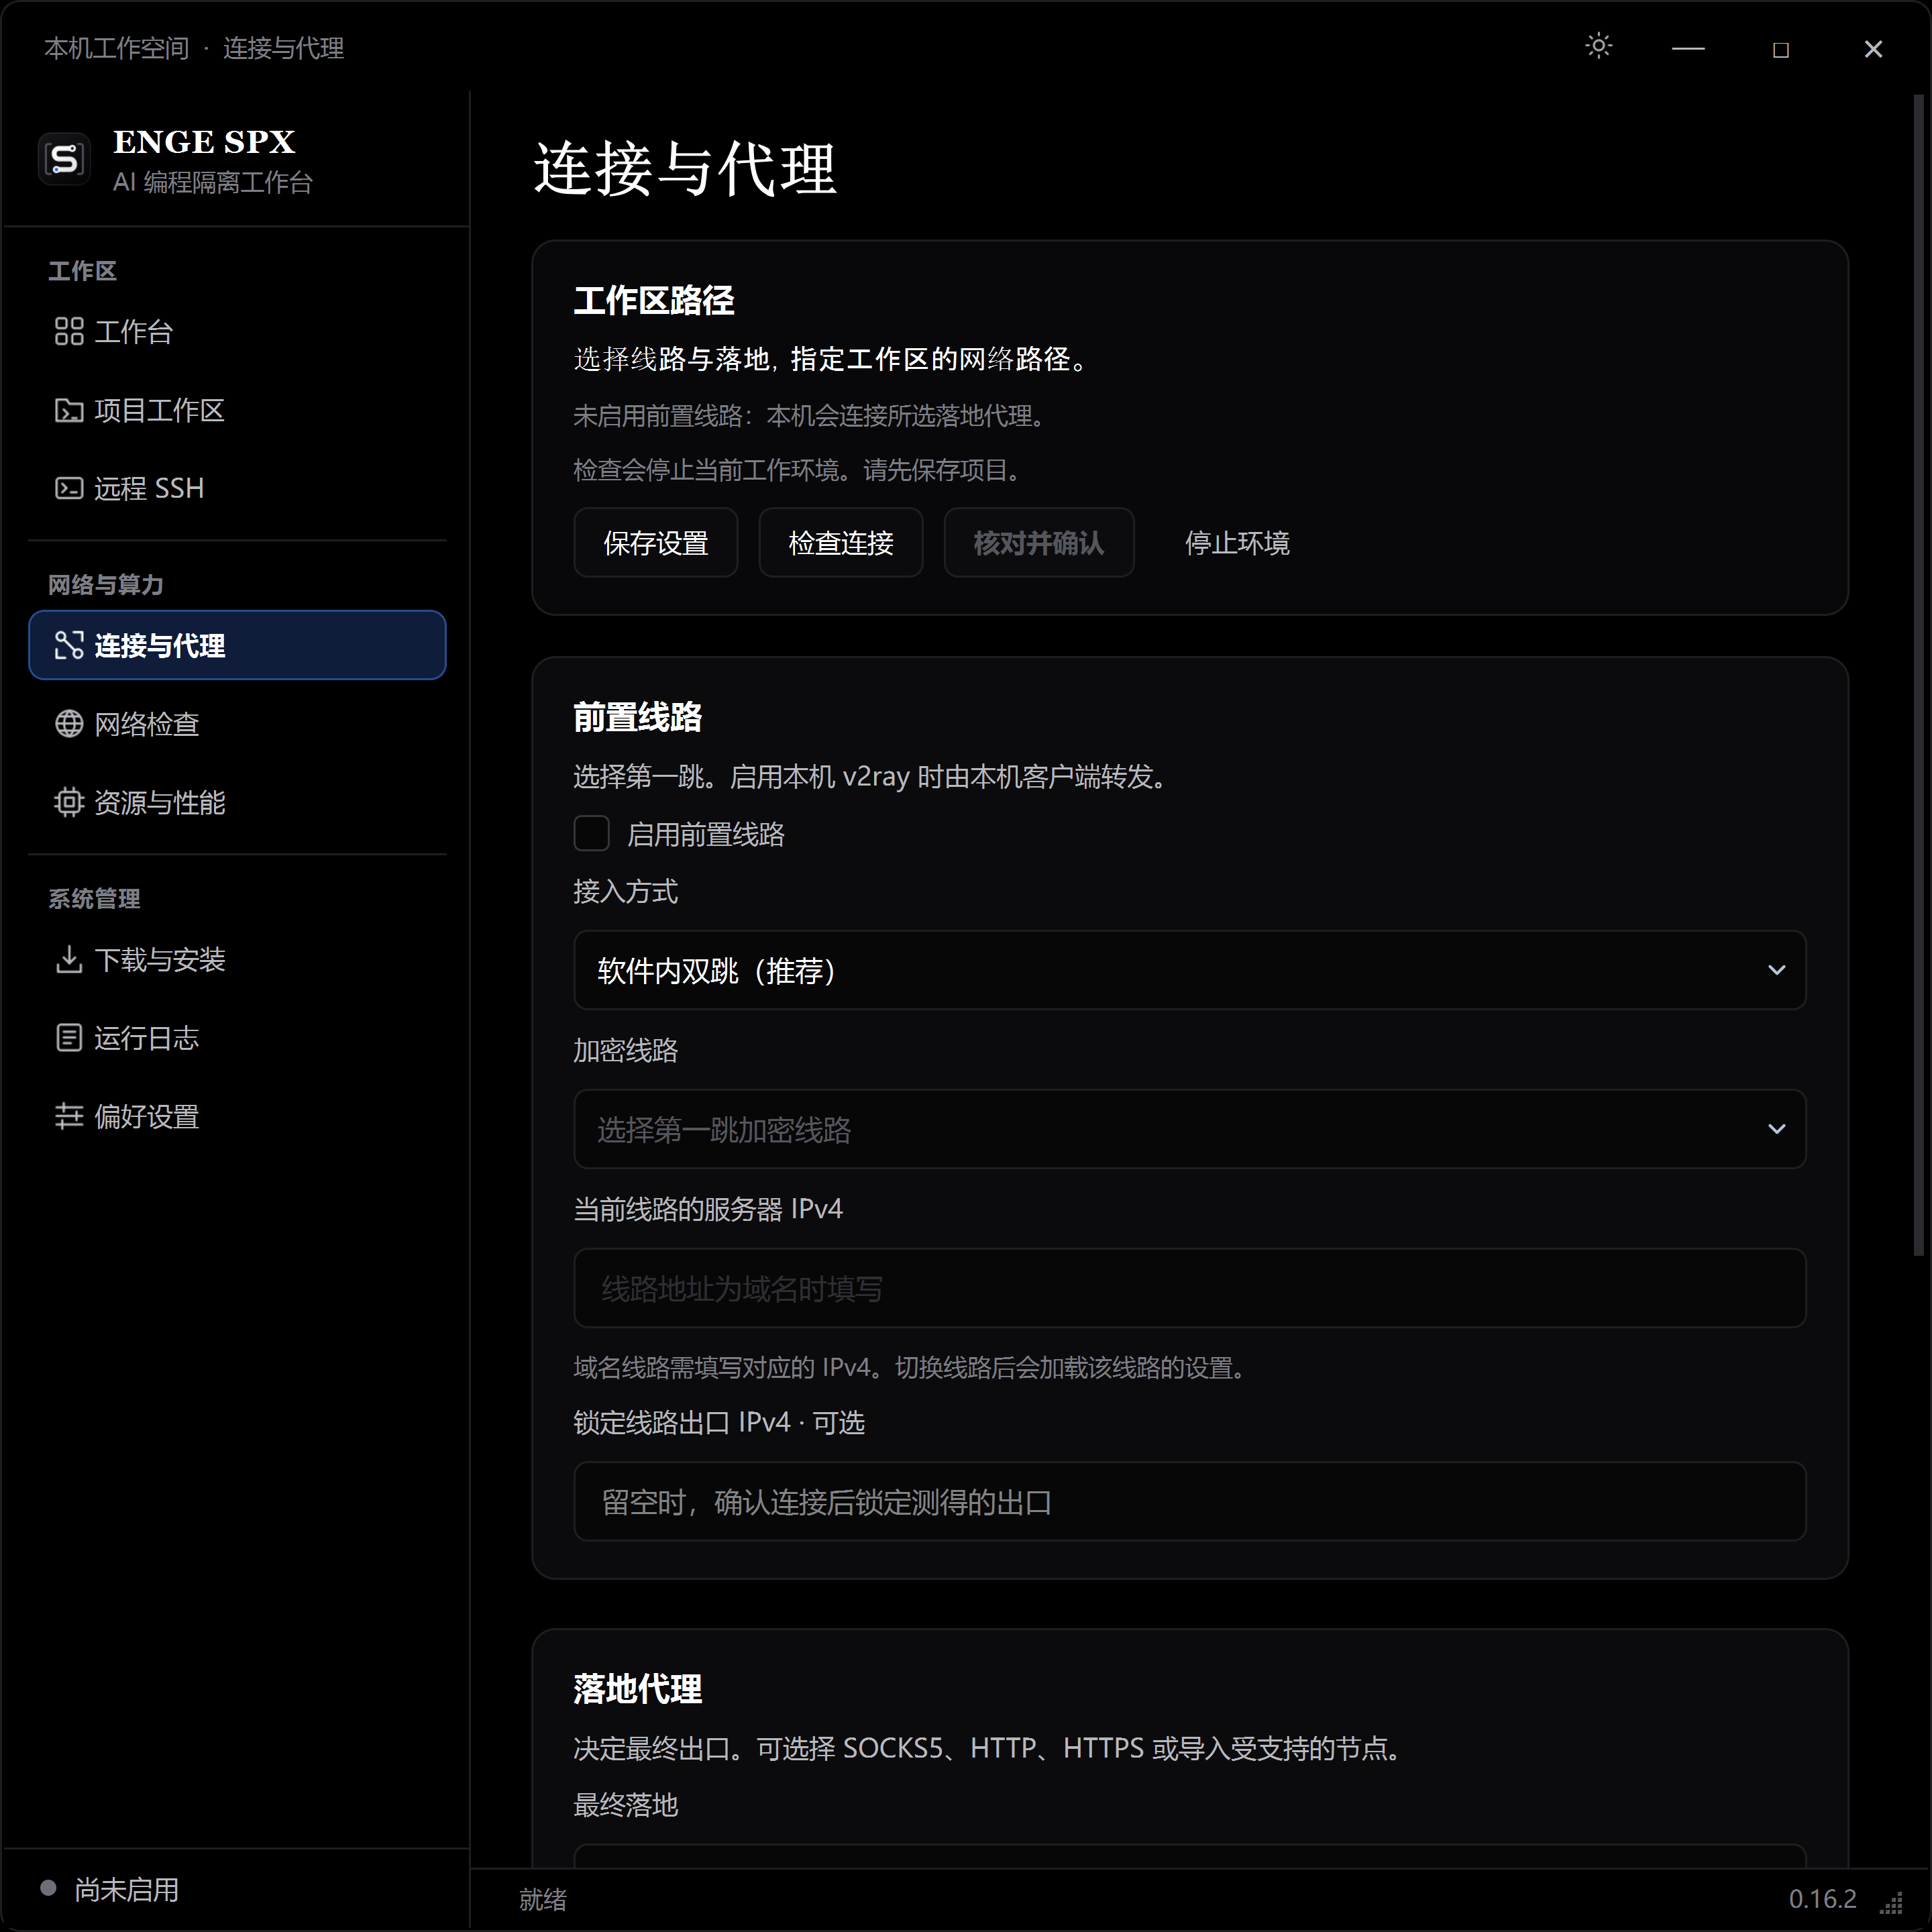 本机工作空间 · 连接与代理
ENGE SPX
AI 编程隔离工作台
工作区
工作台
项目工作区
远程 SSH
网络与算力
连接与代理
网络检查
资源与性能
系统管理
下载与安装
运行日志
偏好设置
尚未启用
连接与代理
工作区路径
选择线路与落地, 指定工作区的网络路径。
未启用前置线路：本机会连接所选落地代理。
检查会停止当前工作环境。请先保存项目。
保存设置 检查连接 核对并确认 停止环境
前置线路
选择第一跳。启用本机 v2ray 时由本机客户端转发。
启用前置线路
接入方式
软件内双跳（推荐）
加密线路
选择第一跳加密线路
当前线路的服务器 IPv4
线路地址为域名时填写
域名线路需填写对应的 IPv4。切换线路后会加载该线路的设置。
锁定线路出口 IPv4 · 可选
留空时，确认连接后锁定测得的出口
落地代理
决定最终出口。可选择 SOCKS5、HTTP、HTTPS 或导入受支持的节点。
最终落地
就绪
0.16.2